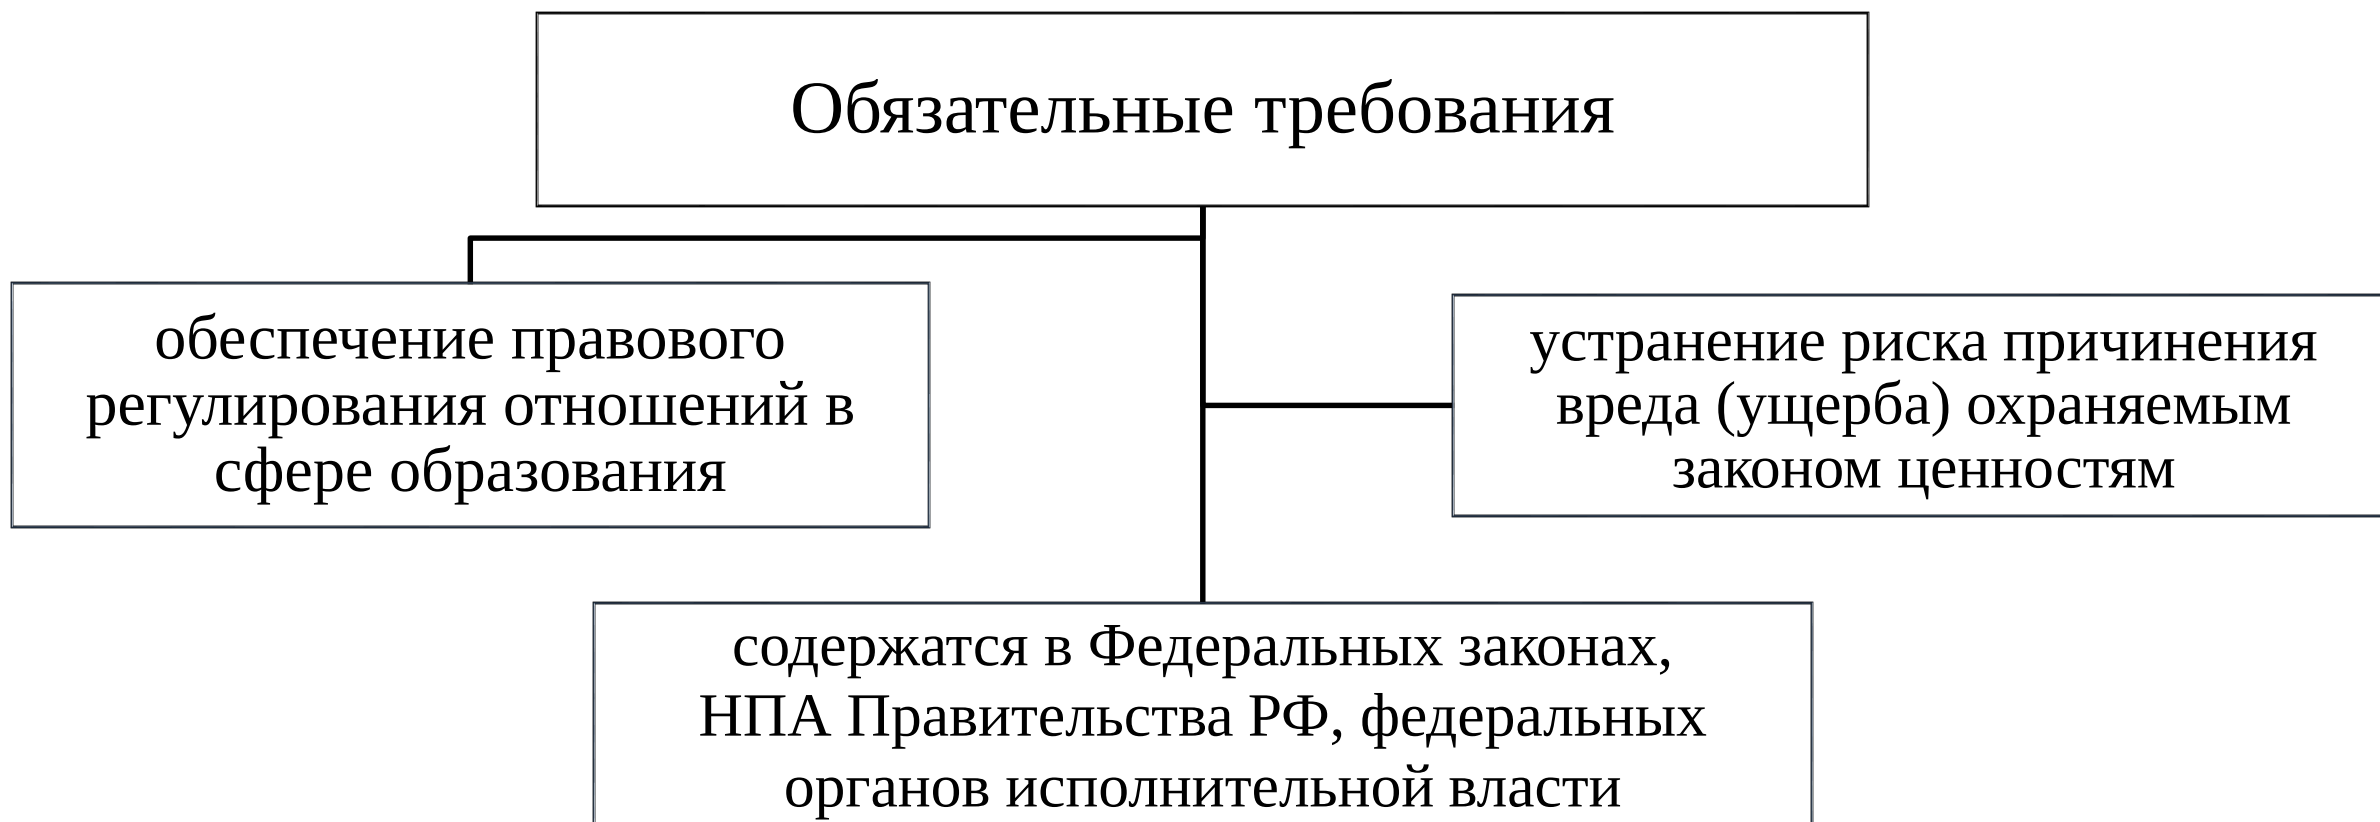 Обязательные требования
обеспечение правового
регулирования отношений в
сфере образования
устранение риска причинения
вреда (ущерба) охраняемым
законом ценностям
содержатся в Федеральных законах,
НПА Правительства РФ, федеральных
органов исполнительной власти